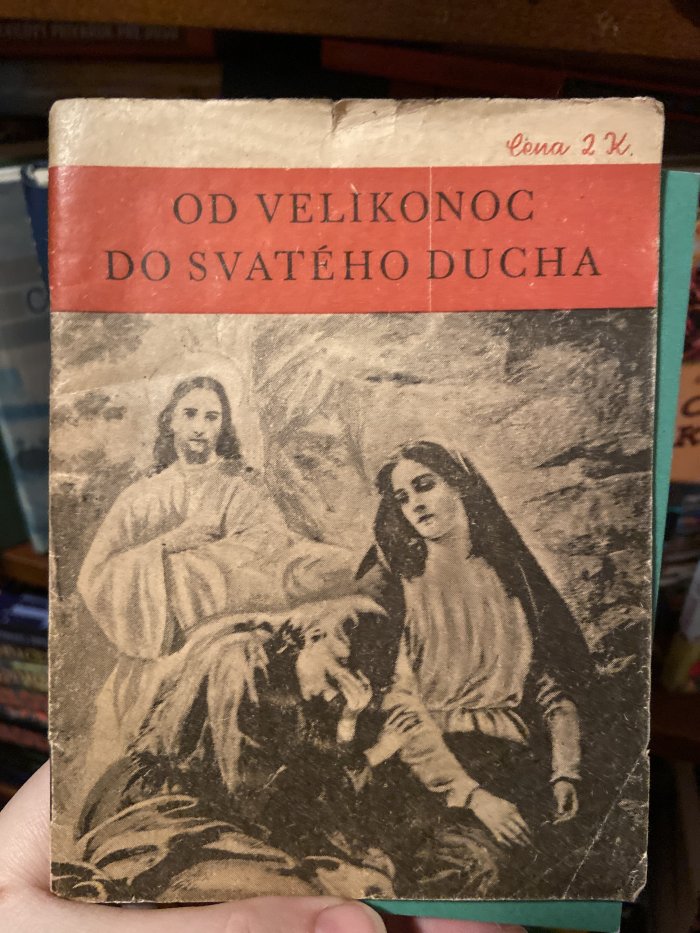 Cena 2 K.
OD VELIKONOC
DO SVATÉHO DUCHA